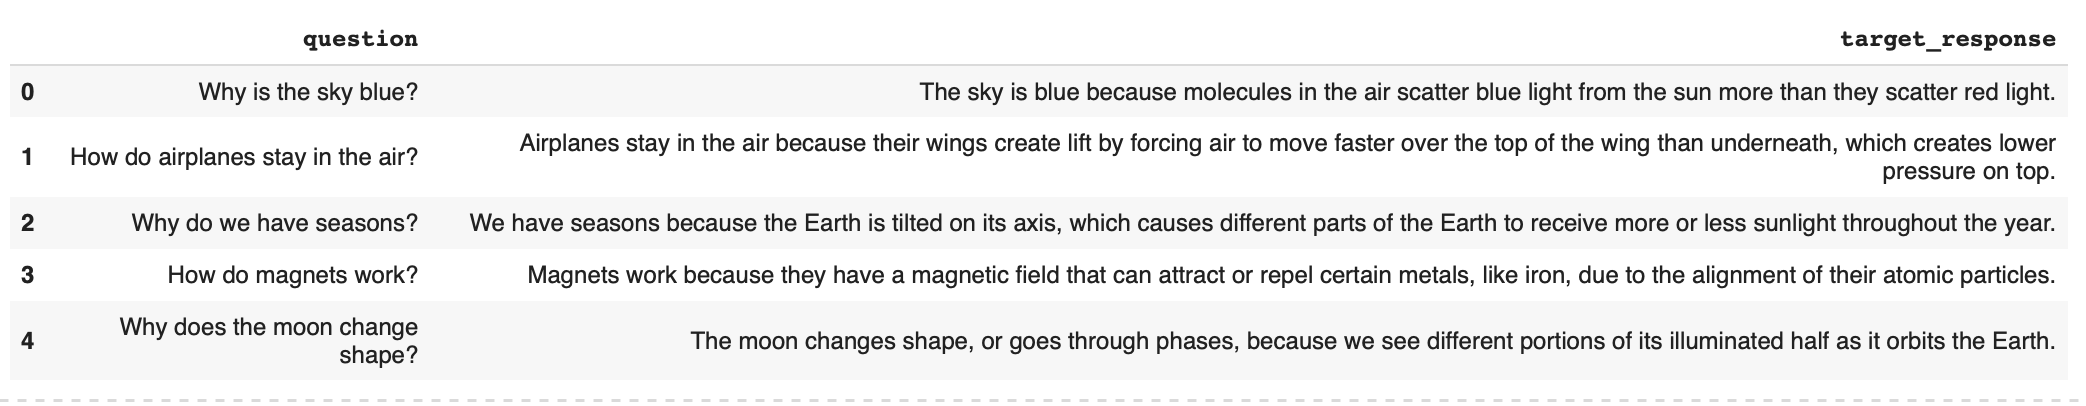 question target_response
0 Why is the sky blue? The sky is blue because molecules in the air scatter blue light from the sun more than they scatter red light.
1 How do airplanes stay in the air? Airplanes stay in the air because their wings create lift by forcing air to move faster over the top of the wing than underneath, which creates lower
pressure on top.
2 Why do we have seasons? We have seasons because the Earth is tilted on its axis, which causes different parts of the Earth to receive more or less sunlight throughout the year.
3 How do magnets work? Magnets work because they have a magnetic field that can attract or repel certain metals, like iron, due to the alignment of their atomic particles.
4 Why does the moon change
shape? The moon changes shape, or goes through phases, because we see different portions of its illuminated half as it orbits the Earth.